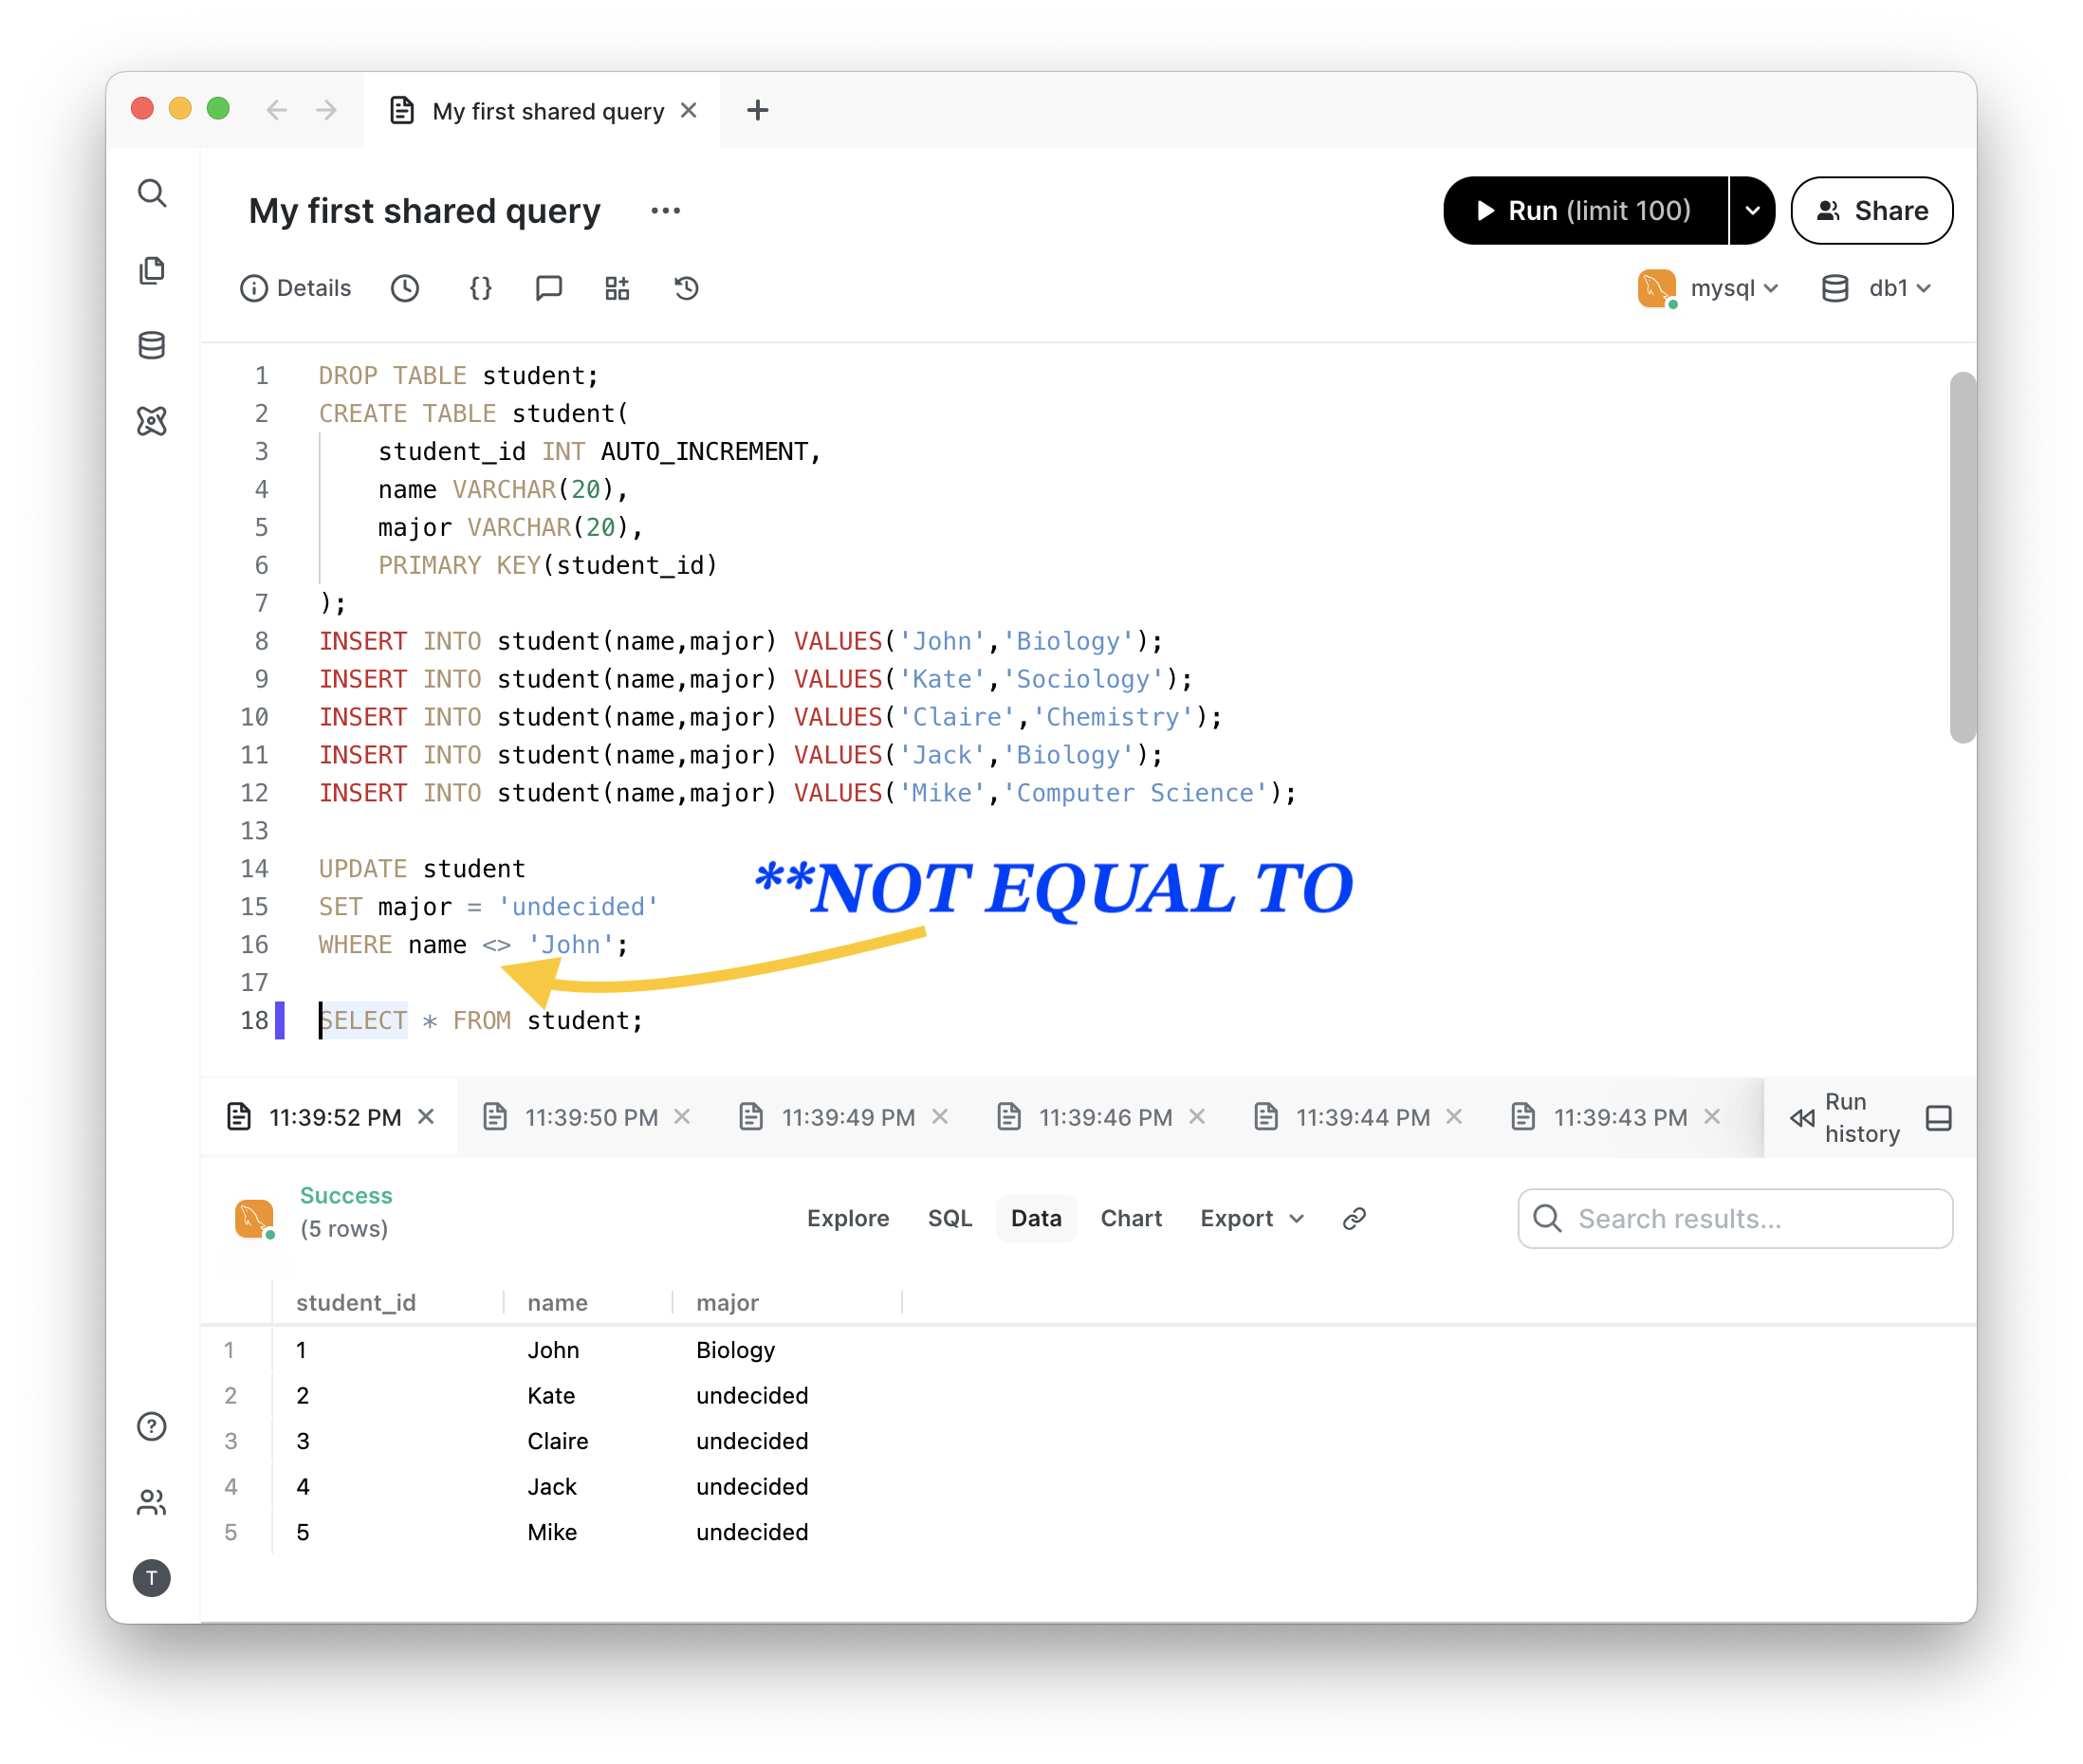 My first shared query
My first shared query ...
Run (limit 100)
Share
Details
{}
mysql
db1
1 DROP TABLE student;
2 CREATE TABLE student(
3 student_id INT AUTO_INCREMENT,
4 name VARCHAR(20),
5 major VARCHAR(20),
6 PRIMARY KEY(student_id)
7 );
8 INSERT INTO student(name,major) VALUES('John','Biology');
9 INSERT INTO student(name,major) VALUES('Kate','Sociology');
10 INSERT INTO student(name,major) VALUES('Claire','Chemistry');
11 INSERT INTO student(name,major) VALUES('Jack','Biology');
12 INSERT INTO student(name,major) VALUES('Mike','Computer Science');
13
14 UPDATE student
**NOT EQUAL TO
15 SET major = 'undecided'
16 WHERE name <> 'John';
17
18 SELECT * FROM student;
11:39:52 PM
11:39:50 PM
11:39:49 PM
11:39:46 PM
11:39:44 PM
11:39:43 PM
Run
history
Success
(5 rows)
Explore
SQL
Data
Chart
Export
Search results...
student_id name major
1 1 John Biology
2 2 Kate undecided
3 3 Claire undecided
4 4 Jack undecided
5 5 Mike undecided
?
T